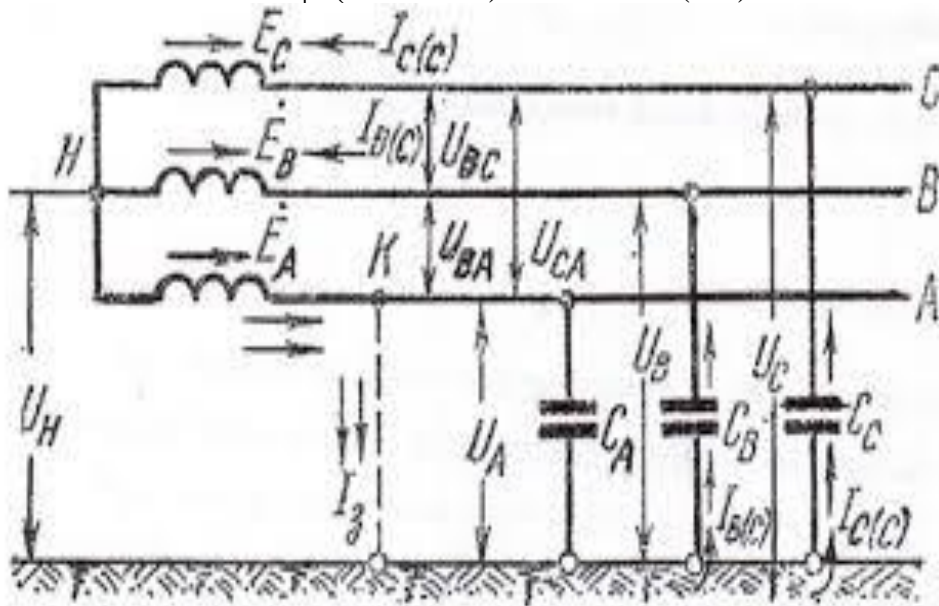 E_C I_C(C) C
H Ė_B I_B(C) U_BC B
Ė_A K U_BA U_CA A
U_H I_з U_A C_A U_B C_B U_C C_C
I_B(C) I_C(C)